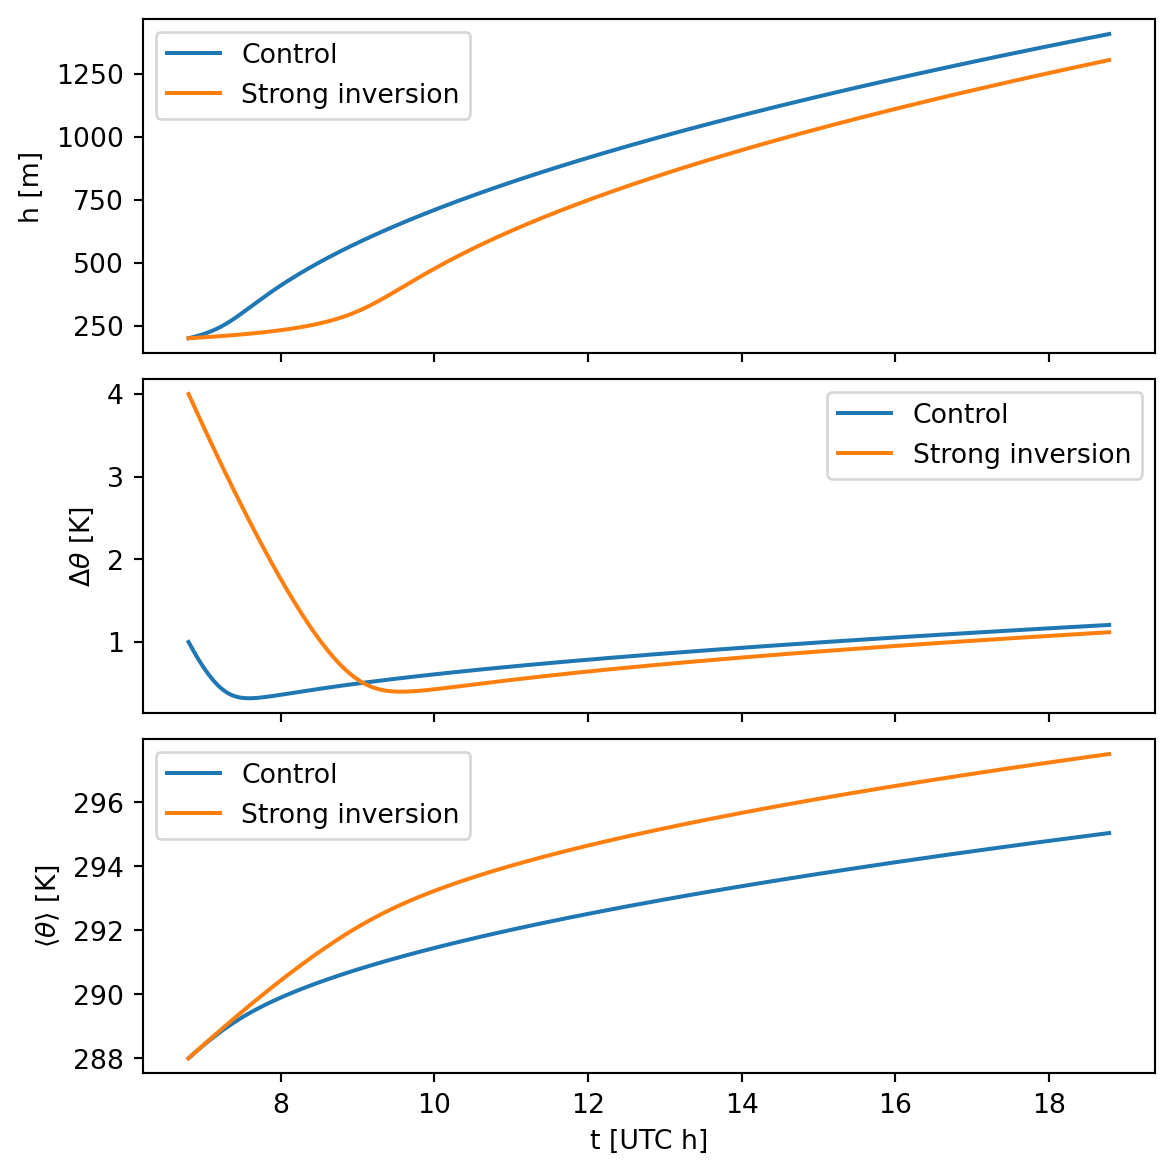 h [m]
1250
1000
750
500
250
Control
Strong inversion
Δθ [K]
4
3
2
1
Control
Strong inversion
⟨θ⟩ [K]
296
294
292
290
288
Control
Strong inversion
8 10 12 14 16 18
t [UTC h]